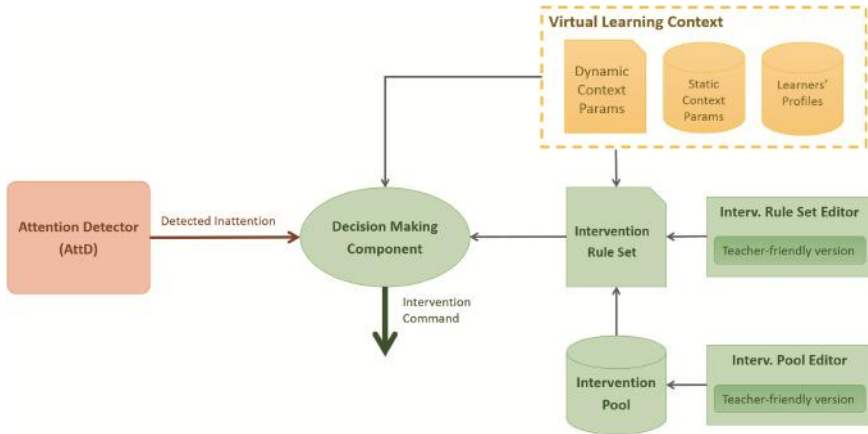 Virtual Learning Context
Dynamic
Context
Params
Static
Context
Params
Learners'
Profiles
Attention Detector
(AttD)
Detected Inattention
Decision Making
Component
Intervention
Rule Set
Interv. Rule Set Editor
Teacher-friendly version
Intervention
Command
Intervention
Pool
Interv. Pool Editor
Teacher-friendly version